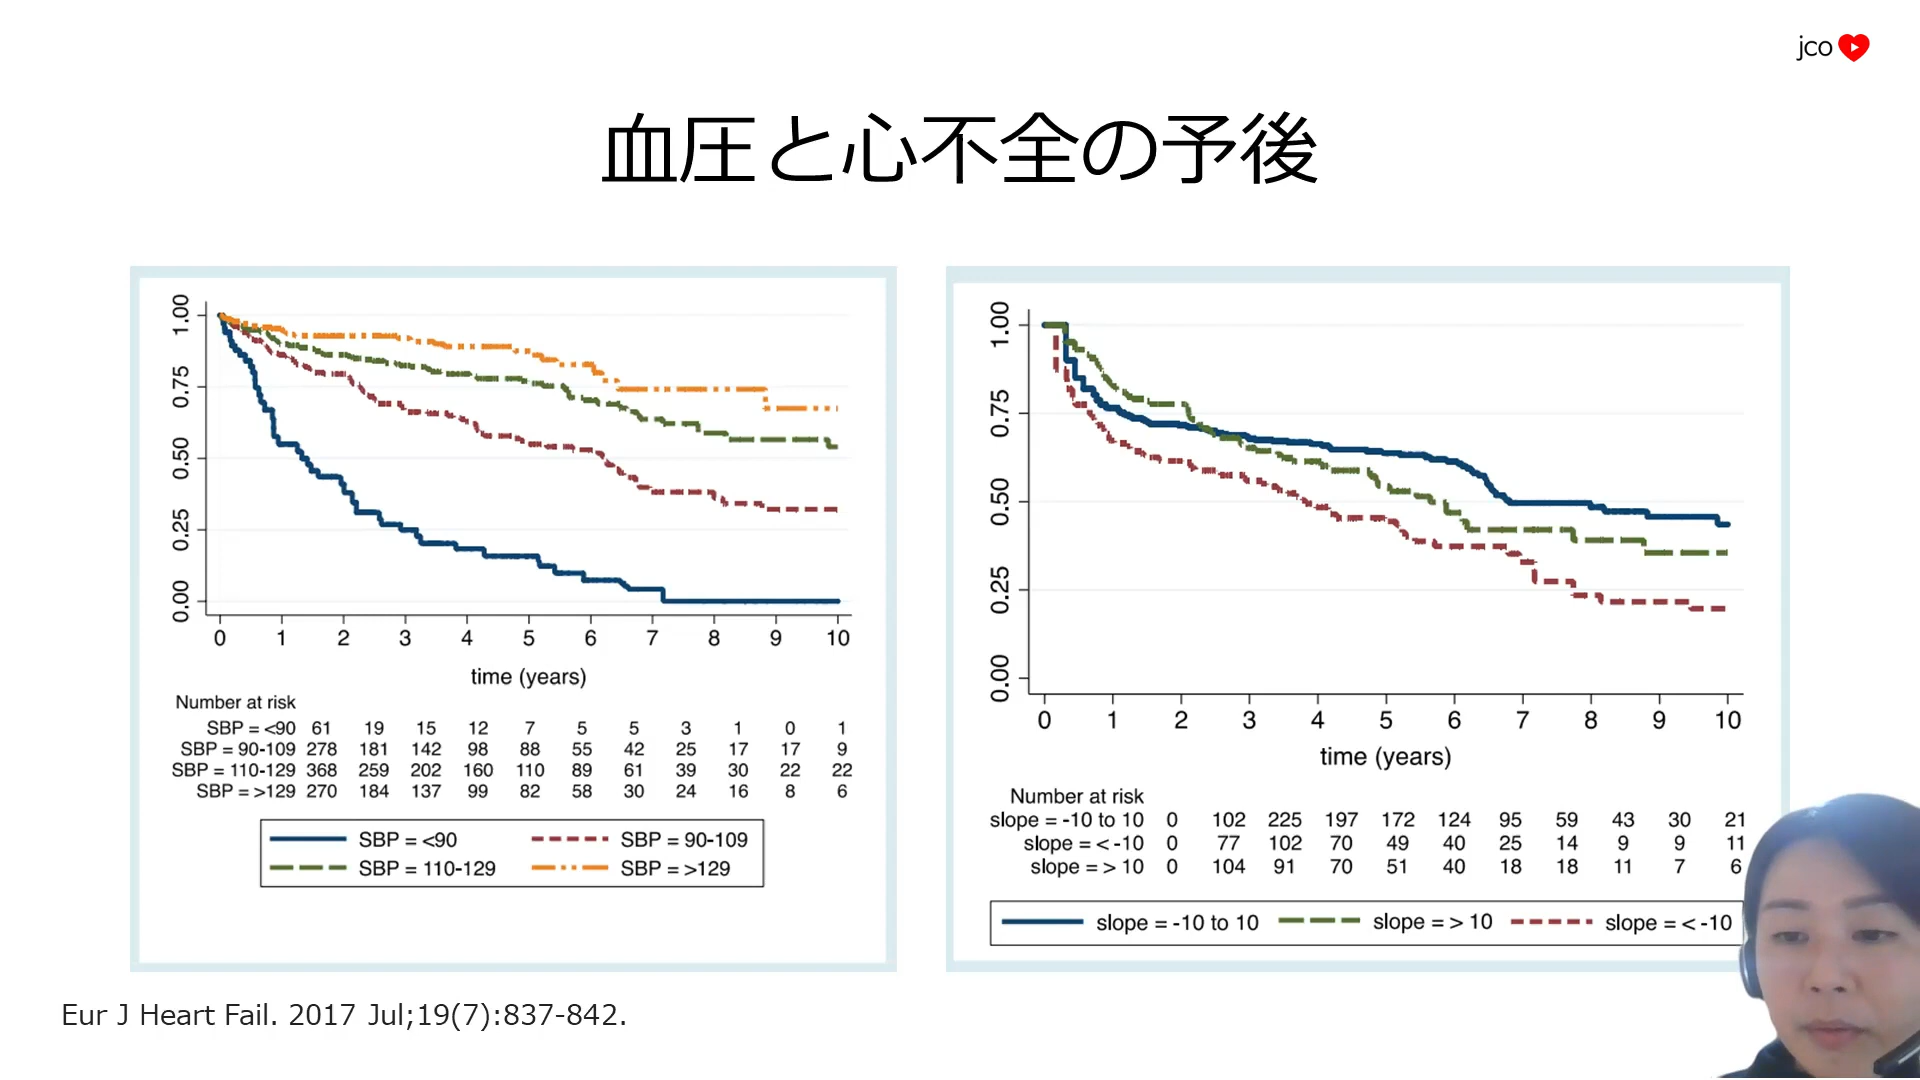 jco
血圧と心不全の予後
1.00
0.75
0.50
0.25
0.00
0 1 2 3 4 5 6 7 8 9 10
time (years)
Number at risk
SBP = <90 61 19 15 12 7 5 5 3 1 0 1
SBP = 90-109 278 181 142 98 88 55 42 25 17 17 9
SBP = 110-129 368 259 202 160 110 89 61 39 30 22 22
SBP = >129 270 184 137 99 82 58 30 24 16 8 6
SBP = <90 SBP = 90-109
SBP = 110-129 SBP = >129
1.00
0.75
0.50
0.25
0.00
0 1 2 3 4 5 6 7 8 9 10
time (years)
Number at risk
slope = -10 to 10 0 102 225 197 172 124 95 59 43 30 21
slope = < -10 0 77 102 70 49 40 25 14 9 9 11
slope = > 10 0 104 91 70 51 40 18 18 11 7 6
slope = -10 to 10 slope = > 10 slope = < -10
Eur J Heart Fail. 2017 Jul;19(7):837-842.